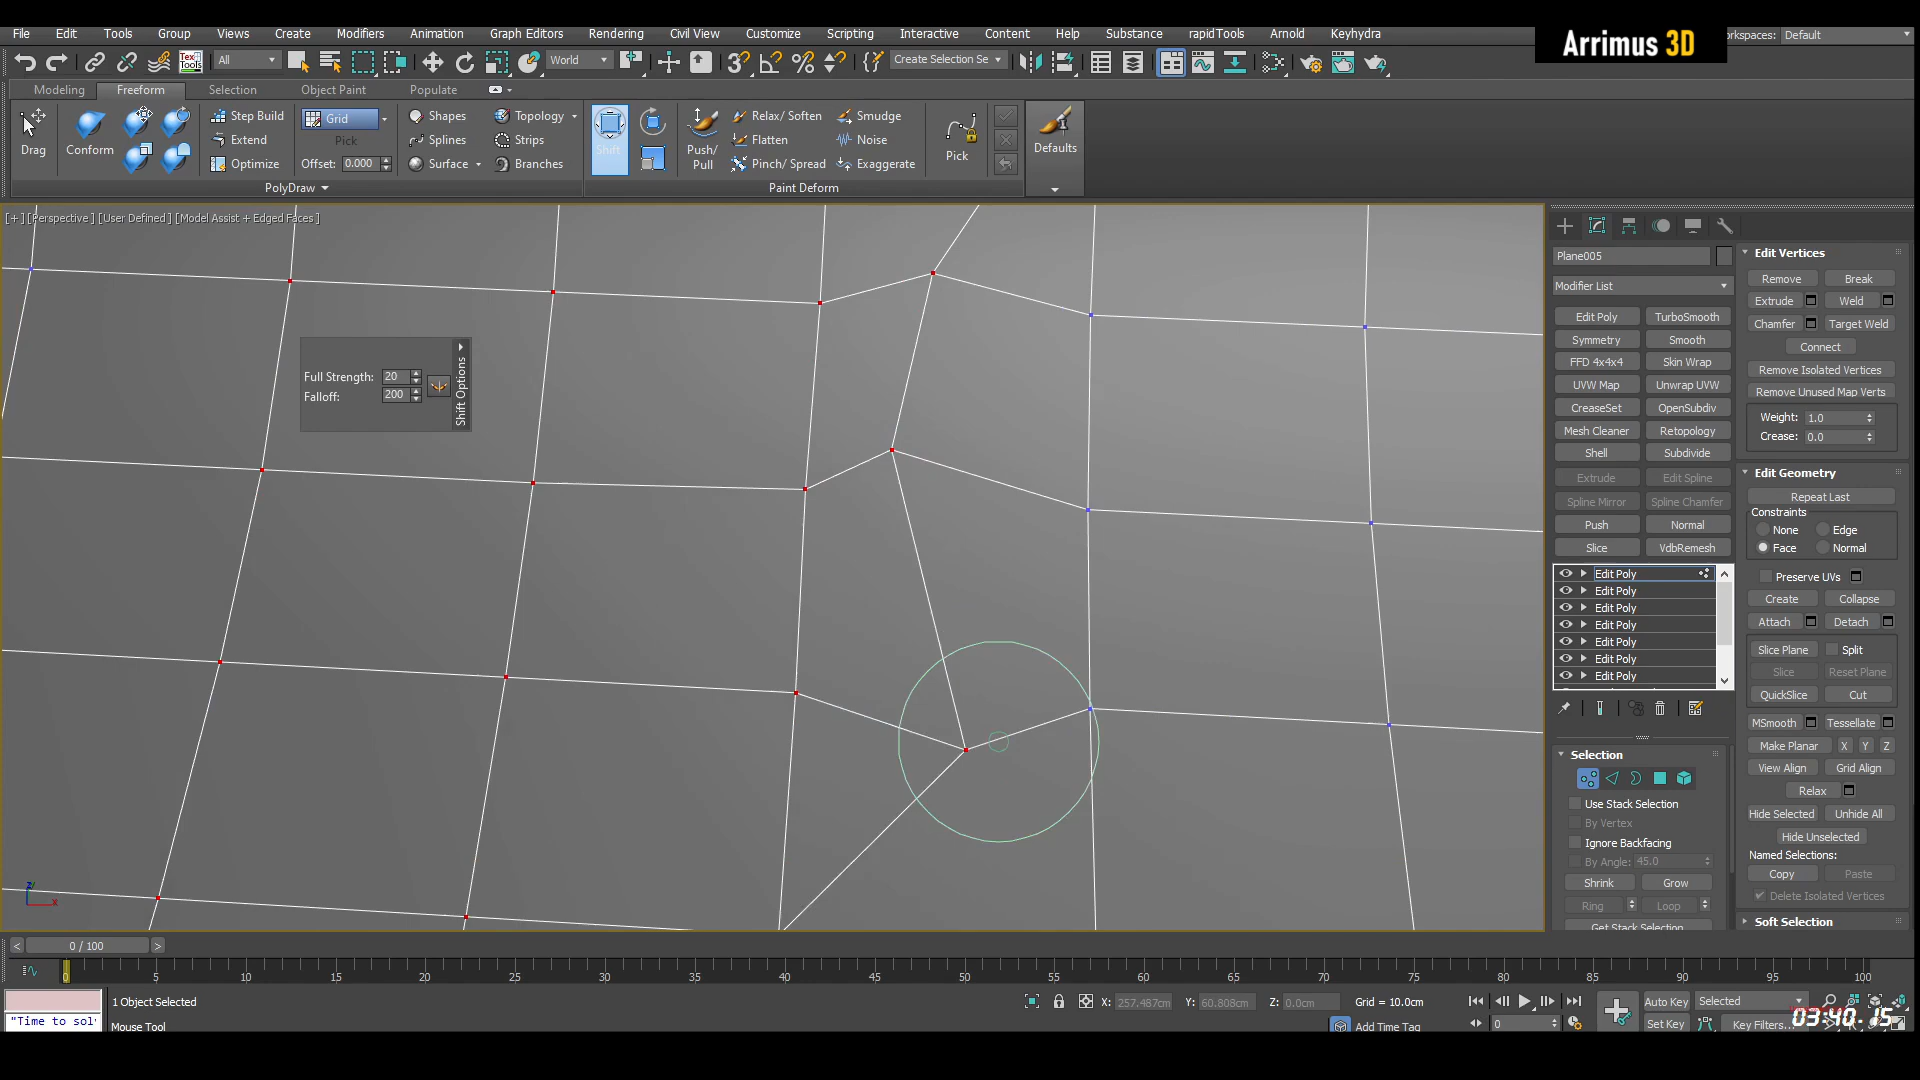 File Edit Tools Group Views Create Modifiers Animation Graph Editors Rendering Civil View Customize Scripting Interactive Content Help Substance rapidTools Arnold Keyhydra
Arrimus 3D
orkspaces: Default
Text Tools All World Create Selection Se
Modeling Freeform Selection Object Paint Populate
Drag Conform Step Build Extend Optimize Grid Pick Offset: 0.000 Shapes Splines Surface Topology Strips Branches Shift Push/ Pull Relax/ Soften Flatten Pinch/ Spread Smudge Noise Exaggerate Pick Defaults
PolyDraw Paint Deform
[+] [Perspective] [User Defined] [Model Assist + Edged Faces]
Full Strength: 20
Falloff: 200
Shift Options
z
x
Plane005
Modifier List
Edit Poly TurboSmooth
Symmetry Smooth
FFD 4x4x4 Skin Wrap
UVW Map Unwrap UVW
CreaseSet OpenSubdiv
Mesh Cleaner Retopology
Shell Subdivide
Extrude Edit Spline
Spline Mirror Spline Chamfer
Push Normal
Slice VdbRemesh
Edit Poly
Edit Poly
Edit Poly
Edit Poly
Edit Poly
Edit Poly
Edit Poly
Selection
Use Stack Selection
By Vertex
Ignore Backfacing
By Angle: 45.0
Shrink Grow
Ring Loop
Get Stack Selection
Edit Vertices
Remove Break
Extrude Weld
Chamfer Target Weld
Connect
Remove Isolated Vertices
Remove Unused Map Verts
Weight: 1.0
Crease: 0.0
Edit Geometry
Repeat Last
Constraints
None Edge
Face Normal
Preserve UVs
Create Collapse
Attach Detach
Slice Plane Split
Slice Reset Plane
QuickSlice Cut
MSmooth Tessellate
Make Planar X Y Z
View Align Grid Align
Relax
Hide Selected Unhide All
Hide Unselected
Named Selections:
Copy Paste
Delete Isolated Vertices
Soft Selection
< 0 / 100 >
0 5 10 15 20 25 30 35 40 45 50 55 60 65 70 75 80 85 90 95 100
1 Object Selected X: 257.487cm Y: 60.808cm Z: 0.0cm Grid = 10.0cm Auto Key Selected
"Time to sol Mouse Tool Add Time Tag 0 Set Key Key Filters...
03:40.15